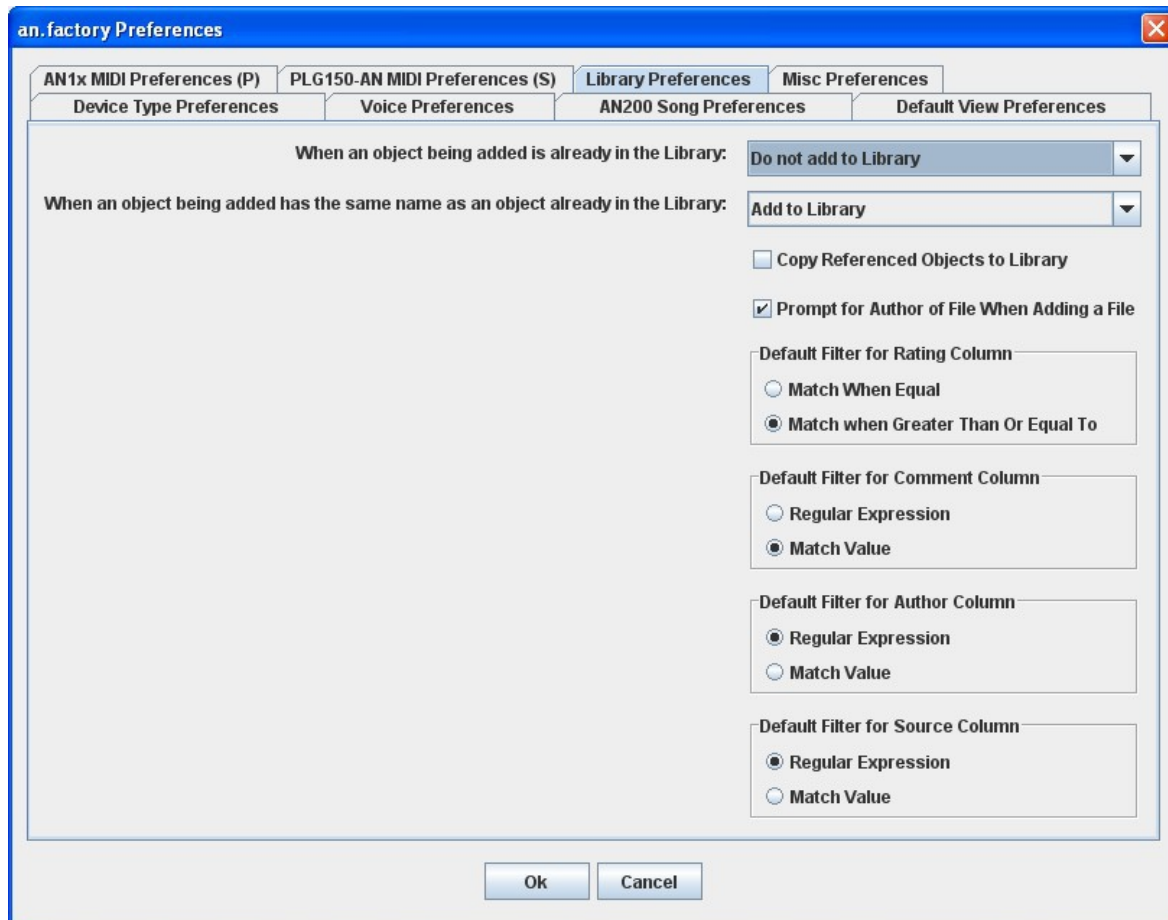 an.factory Preferences
AN1x MIDI Preferences (P)
PLG150-AN MIDI Preferences (S)
Library Preferences
Misc Preferences
Device Type Preferences
Voice Preferences
AN200 Song Preferences
Default View Preferences
When an object being added is already in the Library:
Do not add to Library
When an object being added has the same name as an object already in the Library:
Add to Library
Copy Referenced Objects to Library
Prompt for Author of File When Adding a File
Default Filter for Rating Column
Match When Equal
Match when Greater Than Or Equal To
Default Filter for Comment Column
Regular Expression
Match Value
Default Filter for Author Column
Regular Expression
Match Value
Default Filter for Source Column
Regular Expression
Match Value
Ok
Cancel